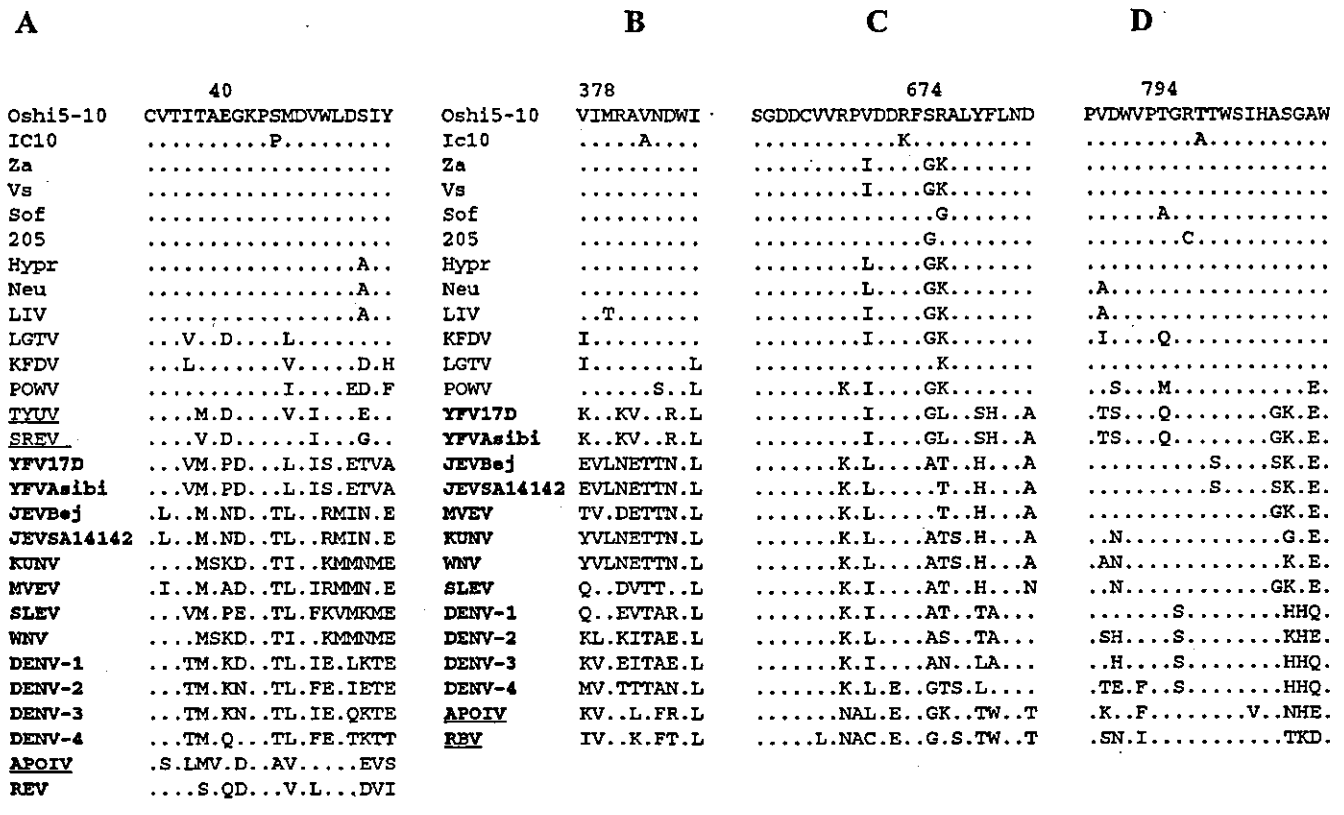 A B C D
40 378 674 794
Oshi5-10 CVTITAEGKPSMDVWLDSIY Oshi5-10 VIMRAVNDWI SGDDCVVRPVDDRFSRALYFLND PVDWVPTGRTTWSIHASGAW
IC10 ..........P......... Ic10 .....A.... ............K.......... .........A..........
Za .................... Za .......... .........I....GK....... ....................
Vs .................... Vs .......... .........I....GK....... ....................
Sof .................... Sof .......... ...............G....... ......A.............
205 .................... 205 .......... ..............G........ ........C...........
Hypr .................A.. Hypr .......... .........L....GK....... ....................
Neu .................A.. Neu .......... .........L....GK....... .A..................
LIV .................A.. LIV ..T....... .........I....GK....... .A..................
LGTV ...V..D....L........ KFDV I......... .........I....GK....... .I....Q.............
KFDV ...L.......V.....D.H LGTV I........L ...............K....... ....................
POWV ...........I....ED.F POWV ......S..L .......K.I....GK....... ..S...M...........E.
TYUV ....M.D....V.I...E.. YFV17D K..KV..R.L .........I....GL..SH..A .TS...Q........GK.E.
SREV ....V.D......I...G.. YFVAsibi K..KV..R.L .........I....GL..SH..A .TS...Q........GK.E.
YFV17D ...VM.PD...L.IS.ETVA JEVBej EVLNETTN.L .......K.L....AT..H...A ..........S....SK.E.
YFVAsibi ...VM.PD...L.IS.ETVA JEVSA14142 EVLNETTN.L .......K.L.....T..H...A ..........S....SK.E.
JEVBej .L..M.ND..TL..RMIN.E MVEV TV.DETTN.L .......K.L.....T..H...A ...............GK.E.
JEVSA14142 .L..M.ND..TL..RMIN.E KUNV YVLNETTN.L .......K.L....ATS.H...A ..N.............G.E.
KUNV ....MSKD..TI..KMMNME WNV YVLNETTN.L .......K.L....ATS.H...A .AN.............K.E.
MVEV .I..M.AD..TL.IRMMN.E SLEV Q..DVTT..L .......K.I....AT..H...N ..N............GK.E.
SLEV ...VM.PE..TL.FKVMKME DENV-1 Q..EVTAR.L .......K.I....AT..TA... .......S........HHQ.
WNV ....MSKD..TI..KMMNME DENV-2 KL.KITAE.L .......K.L....AS..TA... .SH....S........KHE.
DENV-1 ...TM.KD..TL.IE.LKTE DENV-3 KV.EITAE.L .......K.I....AN..LA... ..H....S........HHQ.
DENV-2 ...TM.KN..TL.FE.IETE DENV-4 MV.TTTAN.L .......K.L.E..GTS.L.... .TE.F..S........HHQ.
DENV-3 ...TM.KN..TL.IE.QKTE APOIV KV..L.FR.L .......NAL.E..GK..TW..T .K..F.........V.NHE.
DENV-4 ...TM.Q...TL.FE.TKTT RBV IV..K.FT.L .....L.NAC.E..G.S.TW..T .SN.I...........TKD.
APOIV .S.LMV.D..AV.....EVS
REV ....S.QD...V.L...DVI